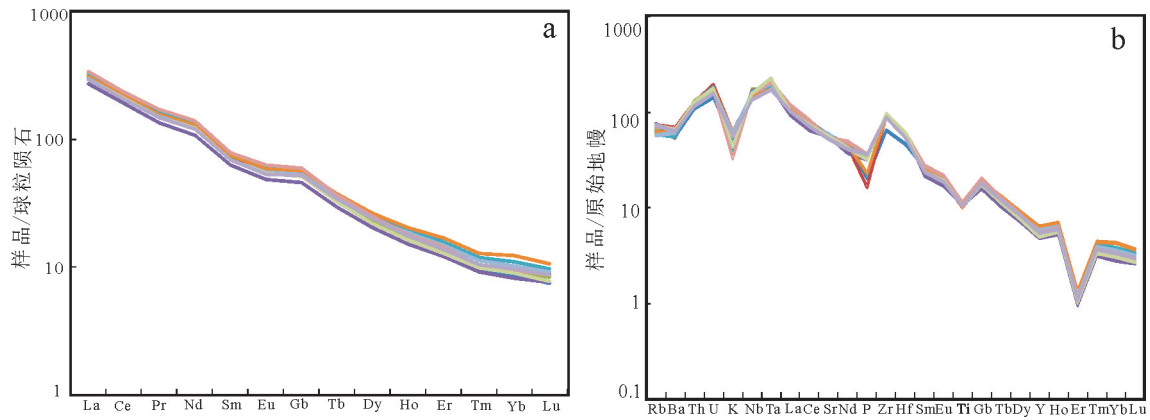 a
样品/球粒陨石
1000
100
10
1
La Ce Pr Nd Sm Eu Gb Tb Dy Ho Er Tm Yb Lu
b
样品/原始地幔
1000
100
10
1
0.1
Rb Ba Th U K Nb Ta La Ce Sr Nd P Zr Hf Sm Eu Ti Gb Tb Dy Y Ho Er Tm Yb Lu